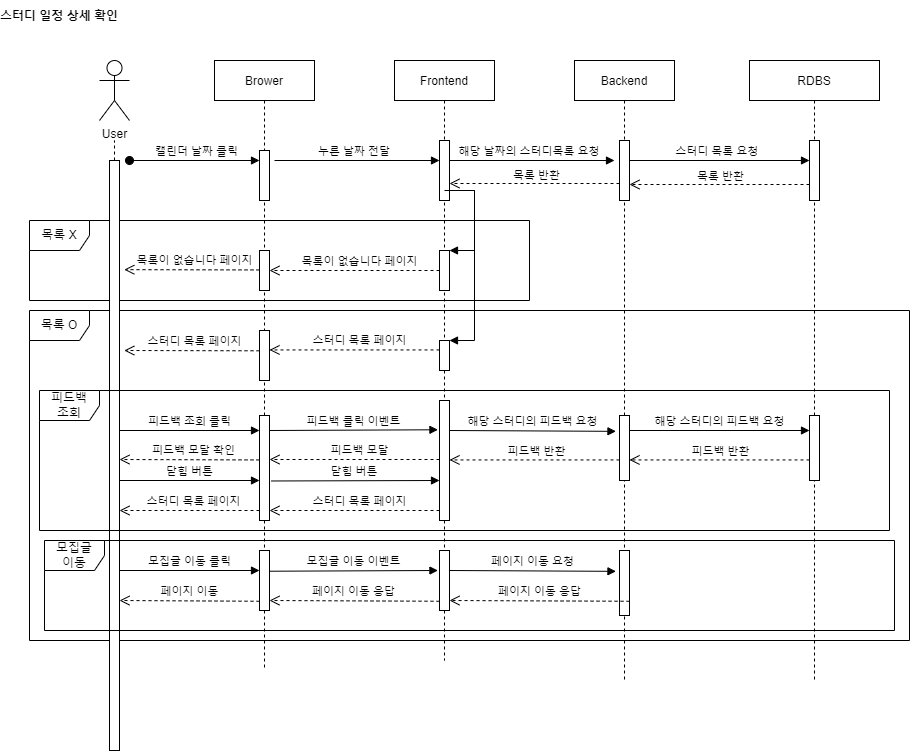 스터디 일정 상세 확인
Brower
Frontend
Backend
RDBS
User
캘린더 날짜 클릭
누른 날짜 전달
해당 날짜의 스터디목록 요청
스터디 목록 요청
목록 반환
목록 반환
목록 X
목록이 없습니다 페이지
목록이 없습니다 페이지
목록 O
스터디 목록 페이지
스터디 목록 페이지
피드백
조회
피드백 조회 클릭
피드백 클릭 이벤트
해당 스터디의 피드백 요청
해당 스터디의 피드백 요청
피드백 모달 확인
피드백 모달
피드백 반환
피드백 반환
닫힘 버튼
닫힘 버튼
스터디 목록 페이지
스터디 목록 페이지
모집글
이동
모집글 이동 클릭
모집글 이동 이벤트
페이지 이동 요청
페이지 이동
페이지 이동 응답
페이지 이동 응답